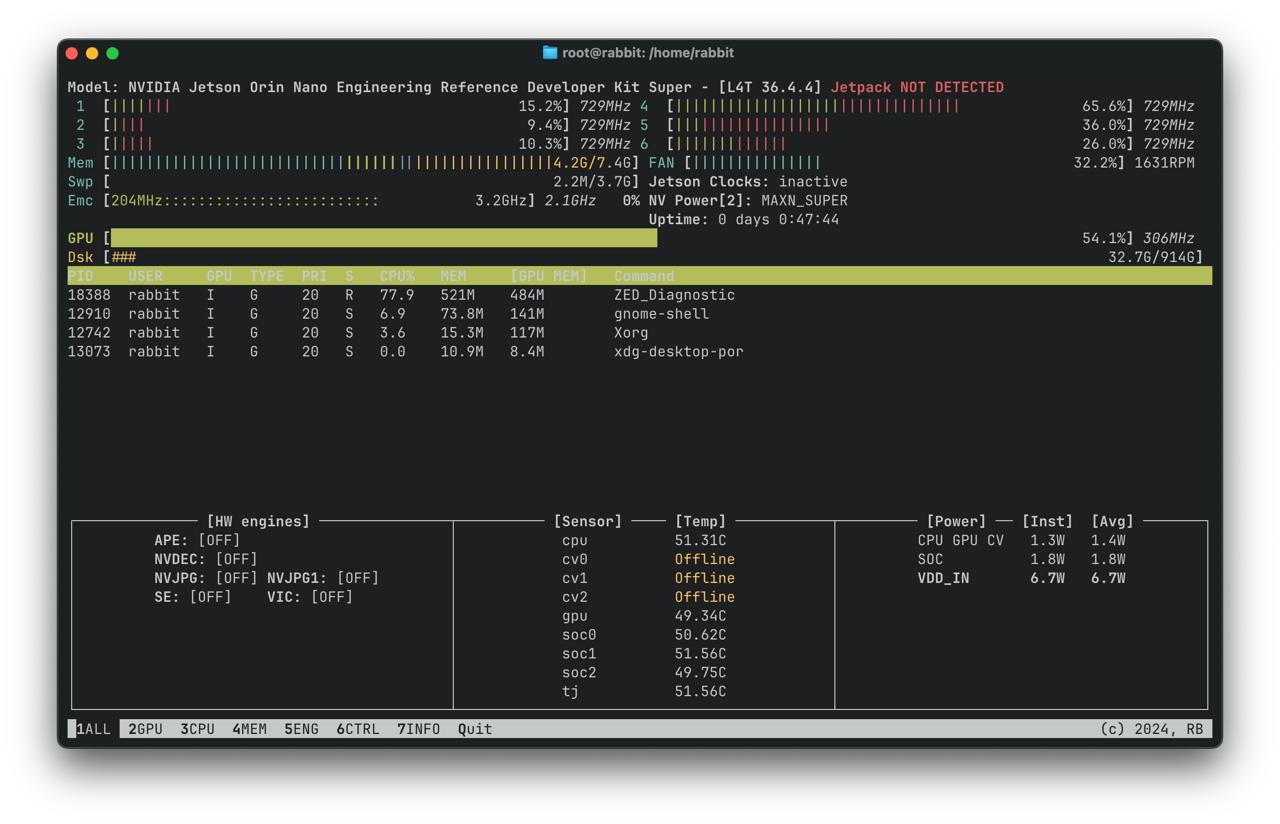 root@rabbit: /home/rabbit
Model: NVIDIA Jetson Orin Nano Engineering Reference Developer Kit Super - [L4T 36.4.4] Jetpack NOT DETECTED
1 [||||||| 15.2%] 729MHz 4 [||||||||||||||||||||||||||||||||| 65.6%] 729MHz
2 [|||| 9.4%] 729MHz 5 [|||||||||||||||||| 36.0%] 729MHz
3 [||||| 10.3%] 729MHz 6 [||||||||||||| 26.0%] 729MHz
Mem [|||||||||||||||||||||||||||||||||||||||||||||||||||4.2G/7.4G] FAN [||||||||||||||| 32.2%] 1631RPM
Swp [ 2.2M/3.7G] Jetson Clocks: inactive
Emc [204MHz::::::::::::::::::::::::: 3.2GHz] 2.1GHz 0% NV Power[2]: MAXN_SUPER
Uptime: 0 days 0:47:44
GPU [ 54.1%] 306MHz
Dsk [### 32.7G/914G]
PID USER GPU TYPE PRI S CPU% MEM [GPU MEM] Command
18388 rabbit I G 20 R 77.9 521M 484M ZED_Diagnostic
12910 rabbit I G 20 S 6.9 73.8M 141M gnome-shell
12742 rabbit I G 20 S 3.6 15.3M 117M Xorg
13073 rabbit I G 20 S 0.0 10.9M 8.4M xdg-desktop-por
[HW engines] [Sensor] [Temp] [Power] [Inst] [Avg]
APE: [OFF] cpu 51.31C CPU GPU CV 1.3W 1.4W
NVDEC: [OFF] cv0 Offline SOC 1.8W 1.8W
NVJPG: [OFF] NVJPG1: [OFF] cv1 Offline VDD_IN 6.7W 6.7W
SE: [OFF] VIC: [OFF] cv2 Offline
gpu 49.34C
soc0 50.62C
soc1 51.56C
soc2 49.75C
tj 51.56C
1ALL 2GPU 3CPU 4MEM 5ENG 6CTRL 7INFO Quit (c) 2024, RB